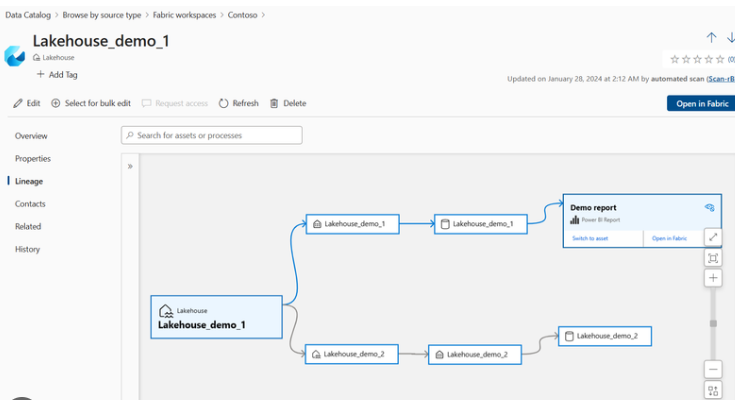 Data Catalog > Browse by source type > Fabric workspaces > Contoso >
Lakehouse_demo_1
Lakehouse
+ Add Tag
Updated on January 28, 2024 at 2:12 AM by automated scan (Scan-rB
Edit Select for bulk edit Request access Refresh Delete
Open in Fabric
Overview
Properties
Lineage
Contacts
Related
History
Search for assets or processes
»
Lakehouse
Lakehouse_demo_1
Lakehouse_demo_1
Lakehouse_demo_1
Demo report
Power BI Report
Switch to asset Open in Fabric
Lakehouse_demo_2
Lakehouse_demo_2
Lakehouse_demo_2